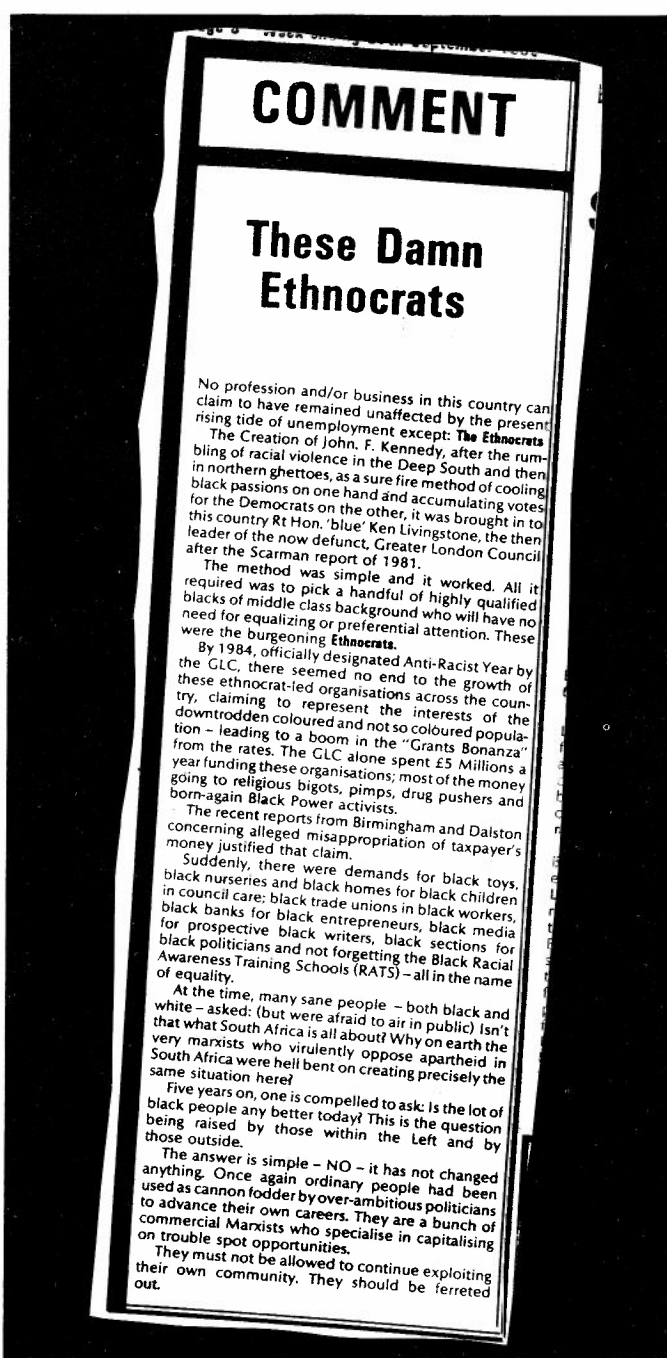 COMMENT
These Damn
Ethnocrats
No profession and/or business in this country can
claim to have remained unaffected by the present
rising tide of unemployment except: The Ethnocrats
The Creation of John. F. Kennedy, after the rum-
bling of racial violence in the Deep South and then
in northern ghettoes, as a sure fire method of cooling
black passions on one hand and accumulating votes
for the Democrats on the other, it was brought in to
this country Rt Hon. 'blue' Ken Livingstone, the then
leader of the now defunct, Greater London Council
after the Scarman report of 1981.
The method was simple and it worked. All it
required was to pick a handful of highly qualified
blacks of middle class background who will have no
need for equalizing or preferential attention. These
were the burgeoning Ethnocrats.
By 1984, officially designated Anti-Racist Year by
the GLC, there seemed no end to the growth of
these ethnocrat-led organisations across the coun-
try, claiming to represent the interests of the
downtrodden coloured and not so coloured popula-
tion – leading to a boom in the "Grants Bonanza"
from the rates. The GLC alone spent £5 Millions a
year funding these organisations; most of the money
going to religious bigots, pimps, drug pushers and
born-again Black Power activists.
The recent reports from Birmingham and Dalston
concerning alleged misappropriation of taxpayer's
money justified that claim.
Suddenly, there were demands for black toys,
black nurseries and black homes for black children
in council care; black trade unions in black workers,
black banks for black entrepreneurs, black media
for prospective black writers, black sections for
black politicians and not forgetting the Black Racial
Awareness Training Schools (RATS) – all in the name
of equality.
At the time, many sane people – both black and
white – asked: (but were afraid to air in public) Isn't
that what South Africa is all about? Why on earth the
very marxists who virulently oppose apartheid in
South Africa were hell bent on creating precisely the
same situation here?
Five years on, one is compelled to ask: Is the lot of
black people any better today? This is the question
being raised by those within the Left and by
those outside.
The answer is simple – NO – it has not changed
anything. Once again ordinary people had been
used as cannon fodder by over-ambitious politicians
to advance their own careers. They are a bunch of
commercial Marxists who specialise in capitalising
on trouble spot opportunities.
They must not be allowed to continue exploiting
their own community. They should be ferreted
out.